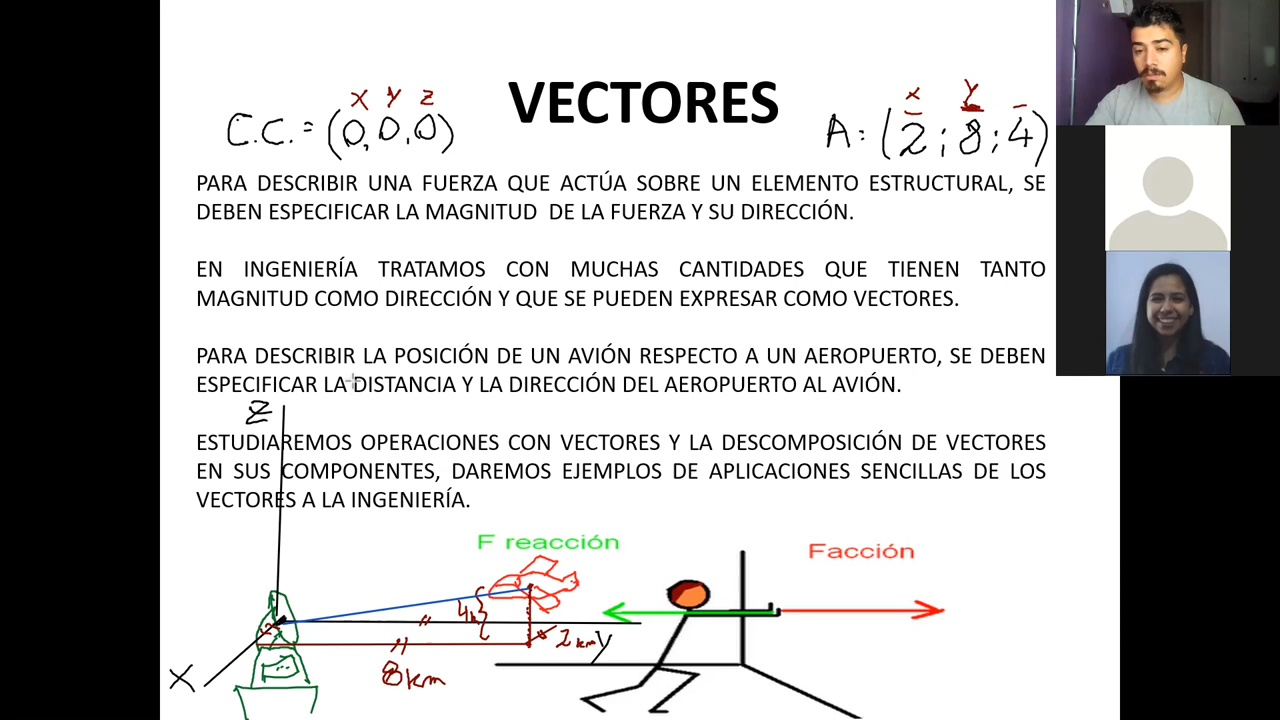 X Y Z
VECTORES
X Y
C.C. = (0,0,0)
A: (2; 8; 4)
PARA DESCRIBIR UNA FUERZA QUE ACTÚA SOBRE UN ELEMENTO ESTRUCTURAL, SE
DEBEN ESPECIFICAR LA MAGNITUD DE LA FUERZA Y SU DIRECCIÓN.
EN INGENIERÍA TRATAMOS CON MUCHAS CANTIDADES QUE TIENEN TANTO
MAGNITUD COMO DIRECCIÓN Y QUE SE PUEDEN EXPRESAR COMO VECTORES.
PARA DESCRIBIR LA POSICIÓN DE UN AVIÓN RESPECTO A UN AEROPUERTO, SE DEBEN
ESPECIFICAR LA DISTANCIA Y LA DIRECCIÓN DEL AEROPUERTO AL AVIÓN.
Z
ESTUDIAREMOS OPERACIONES CON VECTORES Y LA DESCOMPOSICIÓN DE VECTORES
EN SUS COMPONENTES, DAREMOS EJEMPLOS DE APLICACIONES SENCILLAS DE LOS
VECTORES A LA INGENIERÍA.
F reacción
Facción
2 km
Y
X
8 km